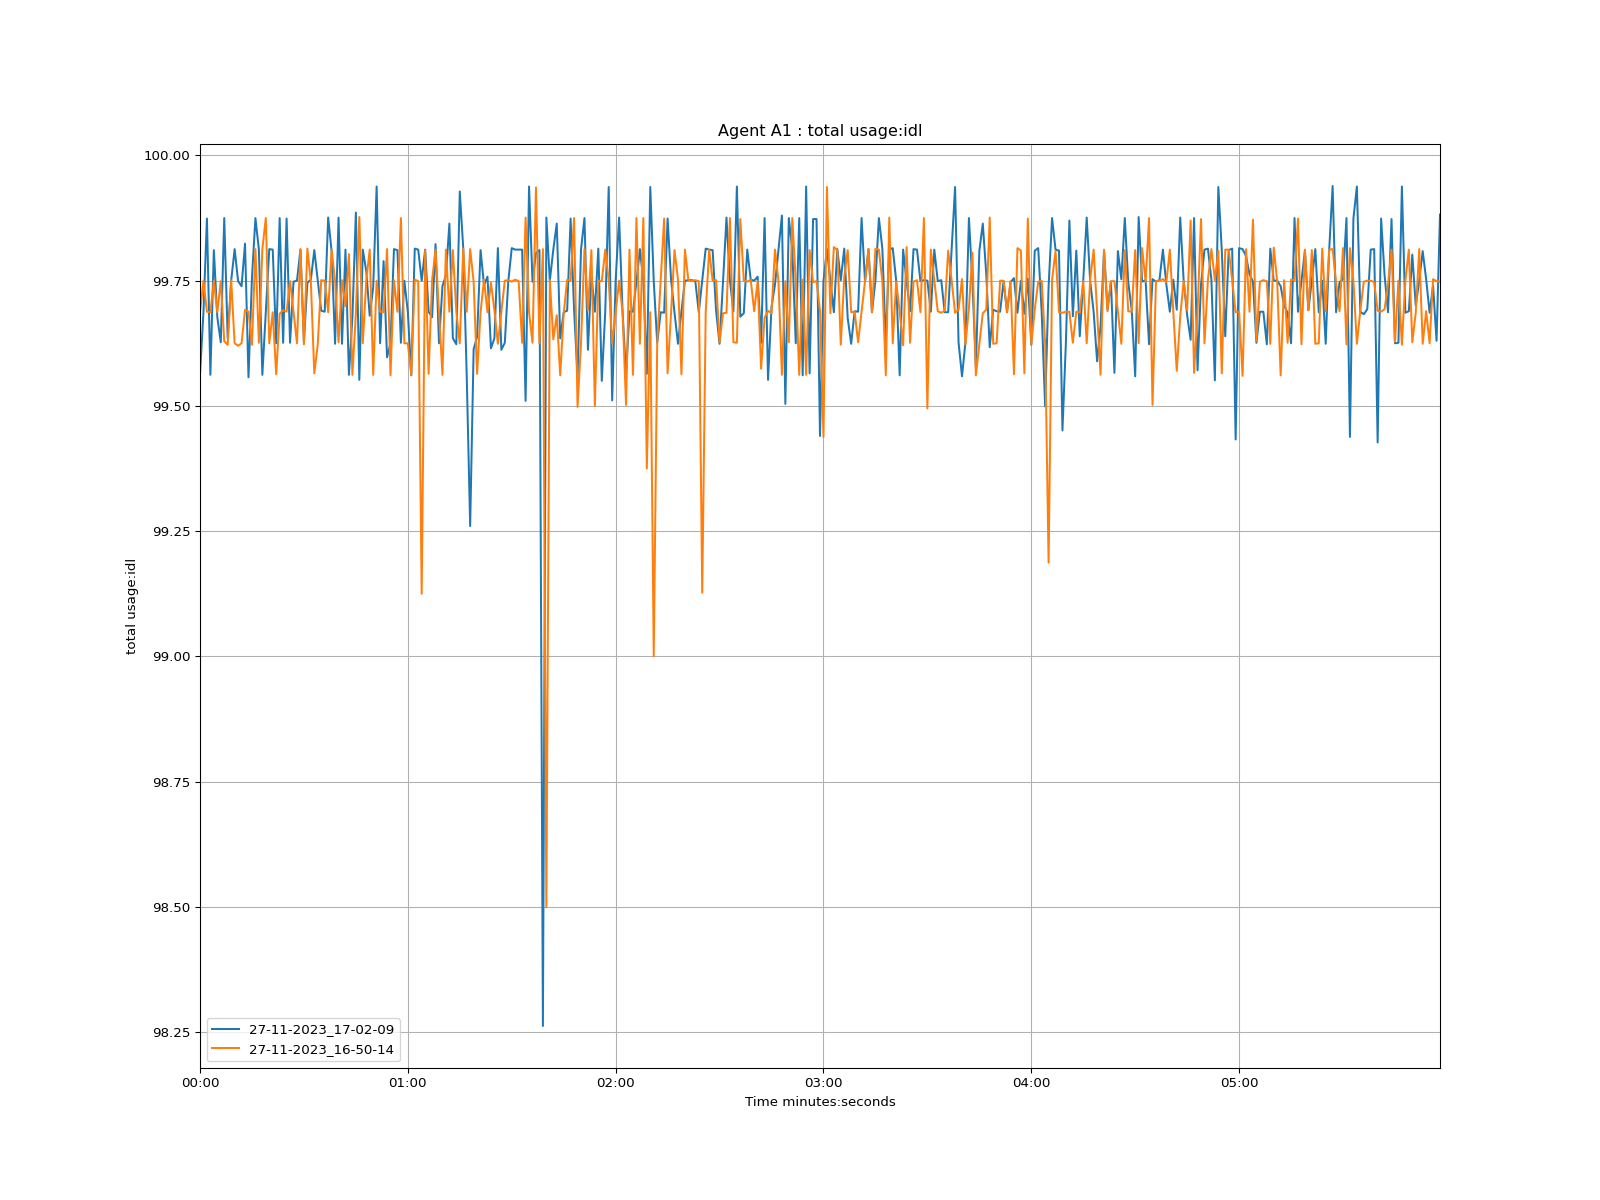 Agent A1 : total usage:idl
100.00
99.75
99.50
99.25
99.00
98.75
98.50
98.25
total usage:idl
27-11-2023_17-02-09
27-11-2023_16-50-14
00:00 01:00 02:00 03:00 04:00 05:00
Time minutes:seconds